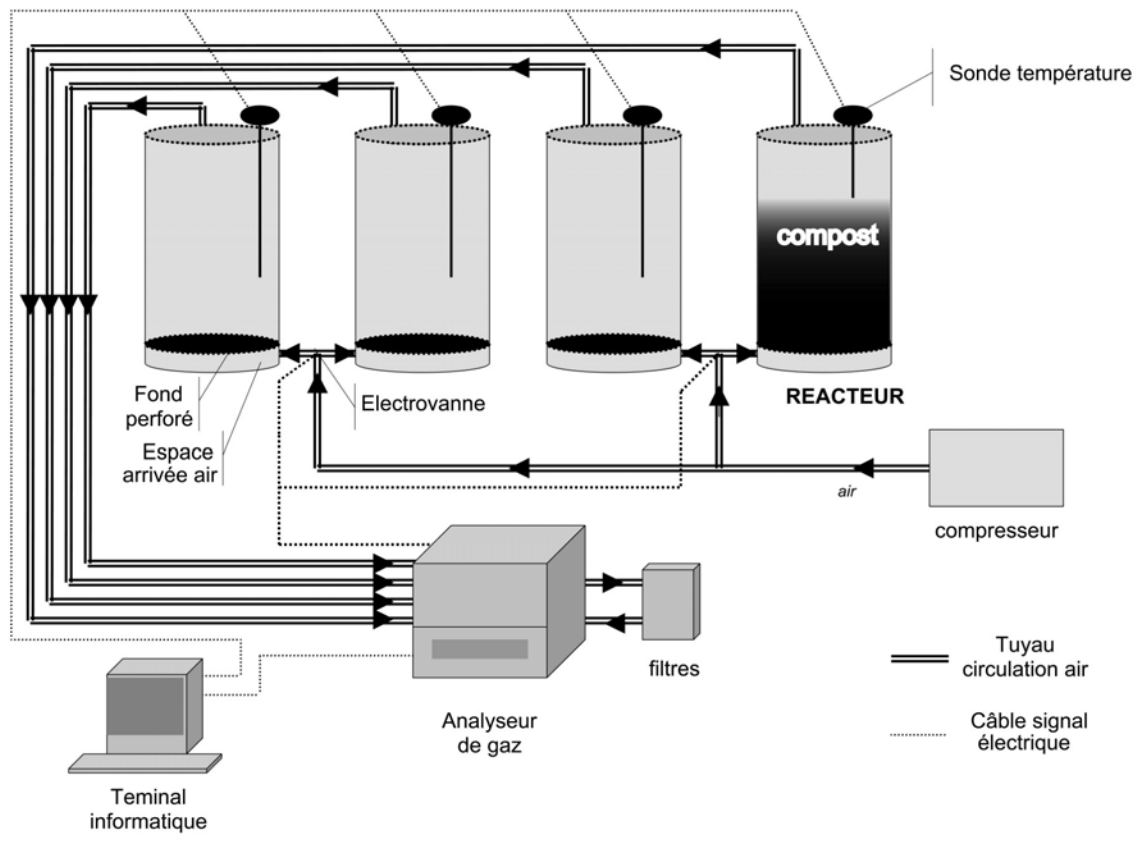 Sonde température
compost
REACTEUR
Fond
perforé
Electrovanne
Espace
arrivée air
air
compresseur
filtres
Tuyau
circulation air
Analyseur
de gaz
Câble signal
électrique
Teminal
informatique